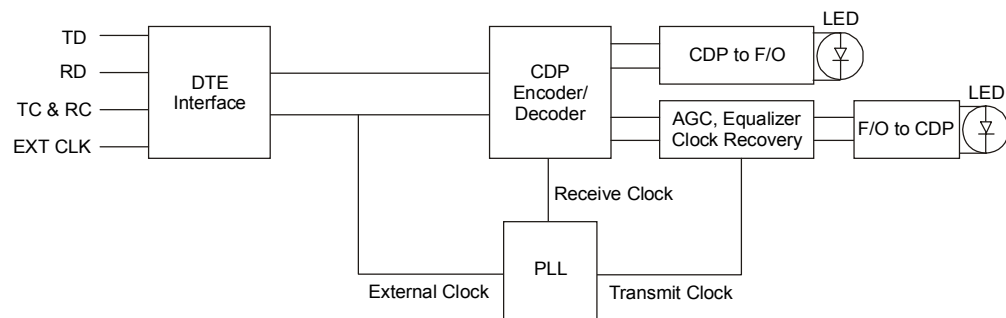 LED
TD
RD
TC & RC
EXT CLK
DTE
Interface
CDP
Encoder/
Decoder
CDP to F/O
LED
AGC, Equalizer
Clock Recovery
F/O to CDP
Receive Clock
PLL
External Clock
Transmit Clock